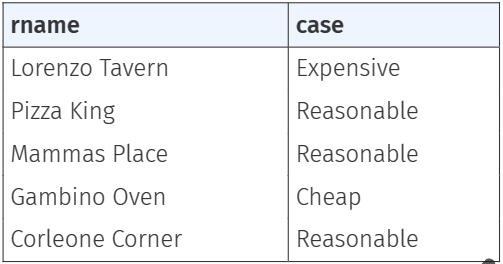 rname case
Lorenzo Tavern Expensive
Pizza King Reasonable
Mammas Place Reasonable
Gambino Oven Cheap
Corleone Corner Reasonable